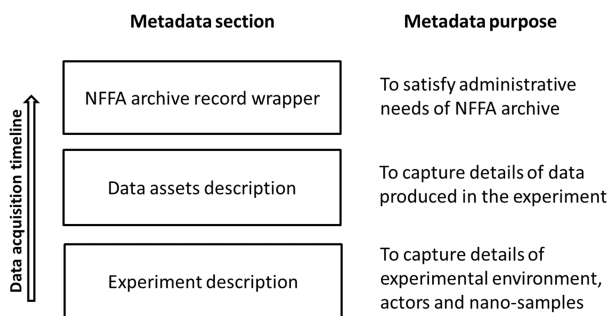 Metadata section
Metadata purpose
Data acquisition timeline
NFFA archive record wrapper
To satisfy administrative
needs of NFFA archive
Data assets description
To capture details of data
produced in the experiment
Experiment description
To capture details of
experimental environment,
actors and nano-samples